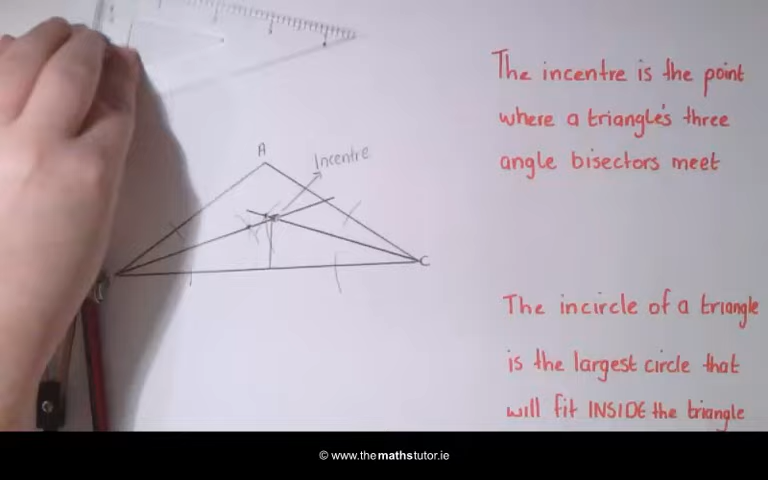 The incentre is the point
where a triangle's three
angle bisectors meet
A
Incentre
C
The incircle of a triangle
is the largest circle that
will fit INSIDE the triangle
© www.themathstutor.ie